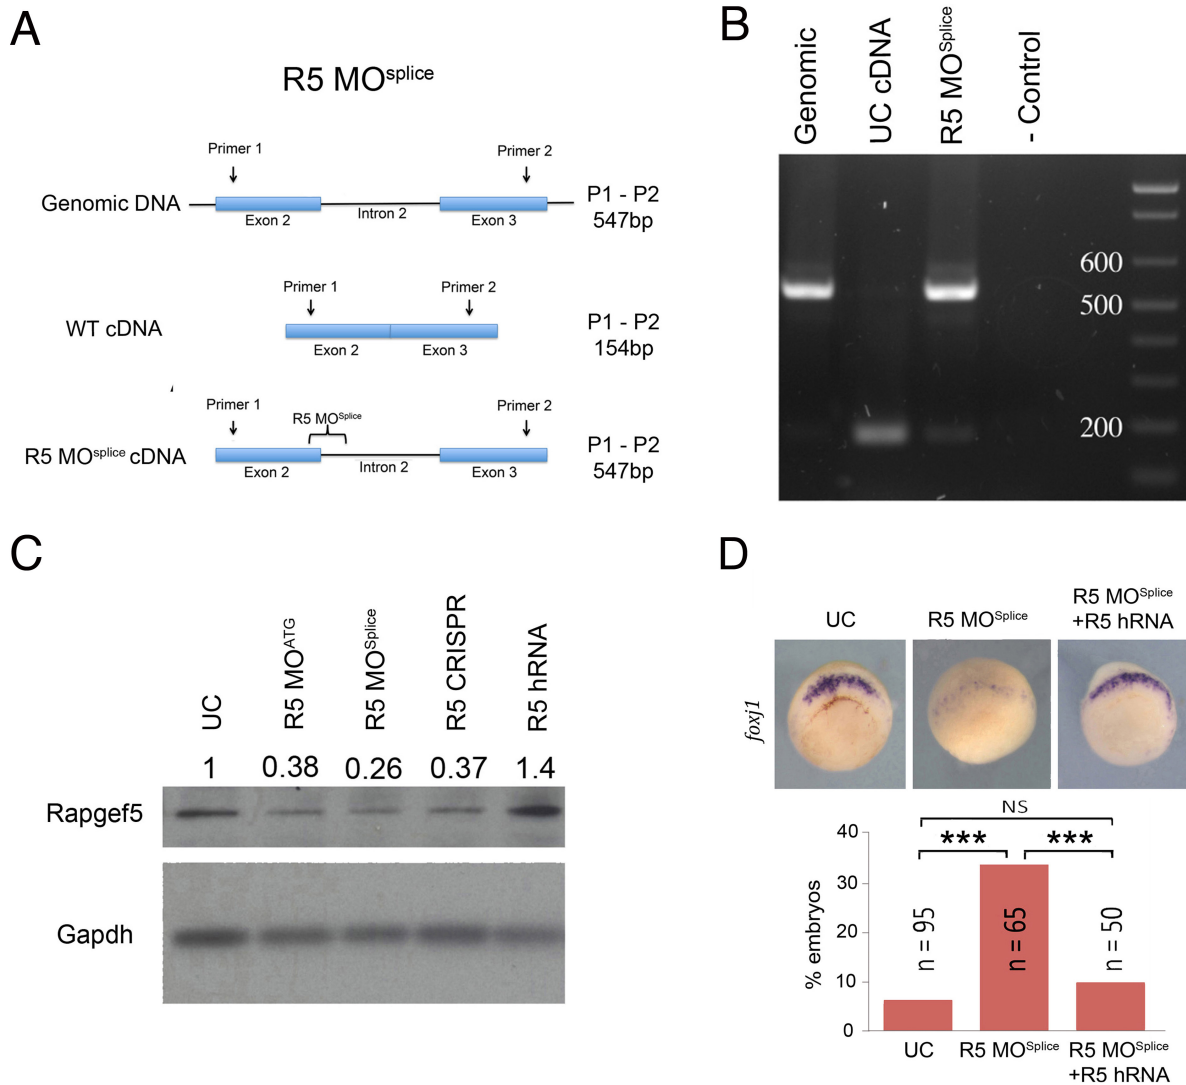 A
R5 MOsplice
Primer 1
Primer 2
Genomic DNA
Exon 2
Intron 2
Exon 3
P1 - P2
547bp
Primer 1
Primer 2
WT cDNA
Exon 2
Exon 3
P1 - P2
154bp
Primer 1
R5 MOSplice
Primer 2
R5 MOsplice cDNA
Exon 2
Intron 2
Exon 3
P1 - P2
547bp
B
Genomic
UC cDNA
R5 MOSplice
- Control
600
500
200
C
UC
R5 MOATG
R5 MOSplice
R5 CRISPR
R5 hRNA
1 0.38 0.26 0.37 1.4
Rapgef5
Gapdh
D
UC
R5 MOSplice
R5 MOSplice
+R5 hRNA
foxj1
NS
*** ***
% embryos
40
30
20
10
0
n = 95
n = 65
n = 50
UC
R5 MOSplice
R5 MOSplice
+R5 hRNA